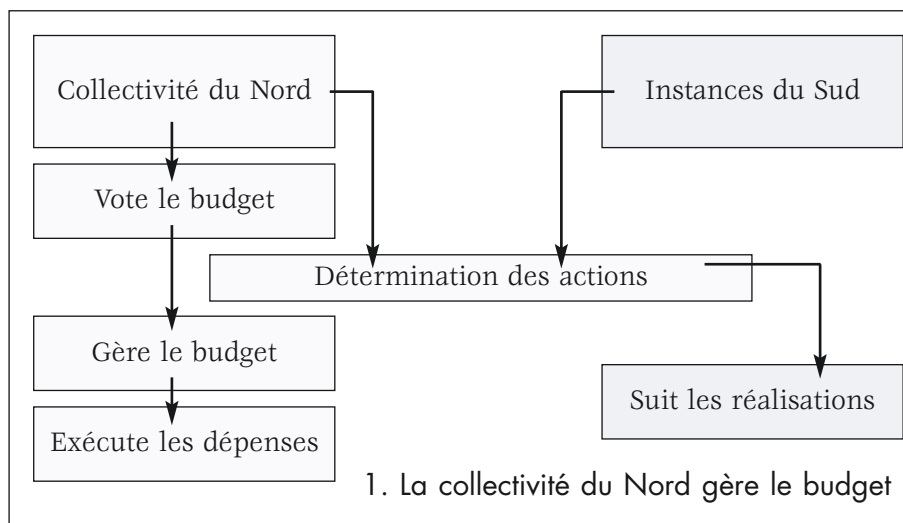 Collectivité du Nord
Instances du Sud
Vote le budget
Détermination des actions
Gère le budget
Suit les réalisations
Exécute les dépenses
1. La collectivité du Nord gère le budget